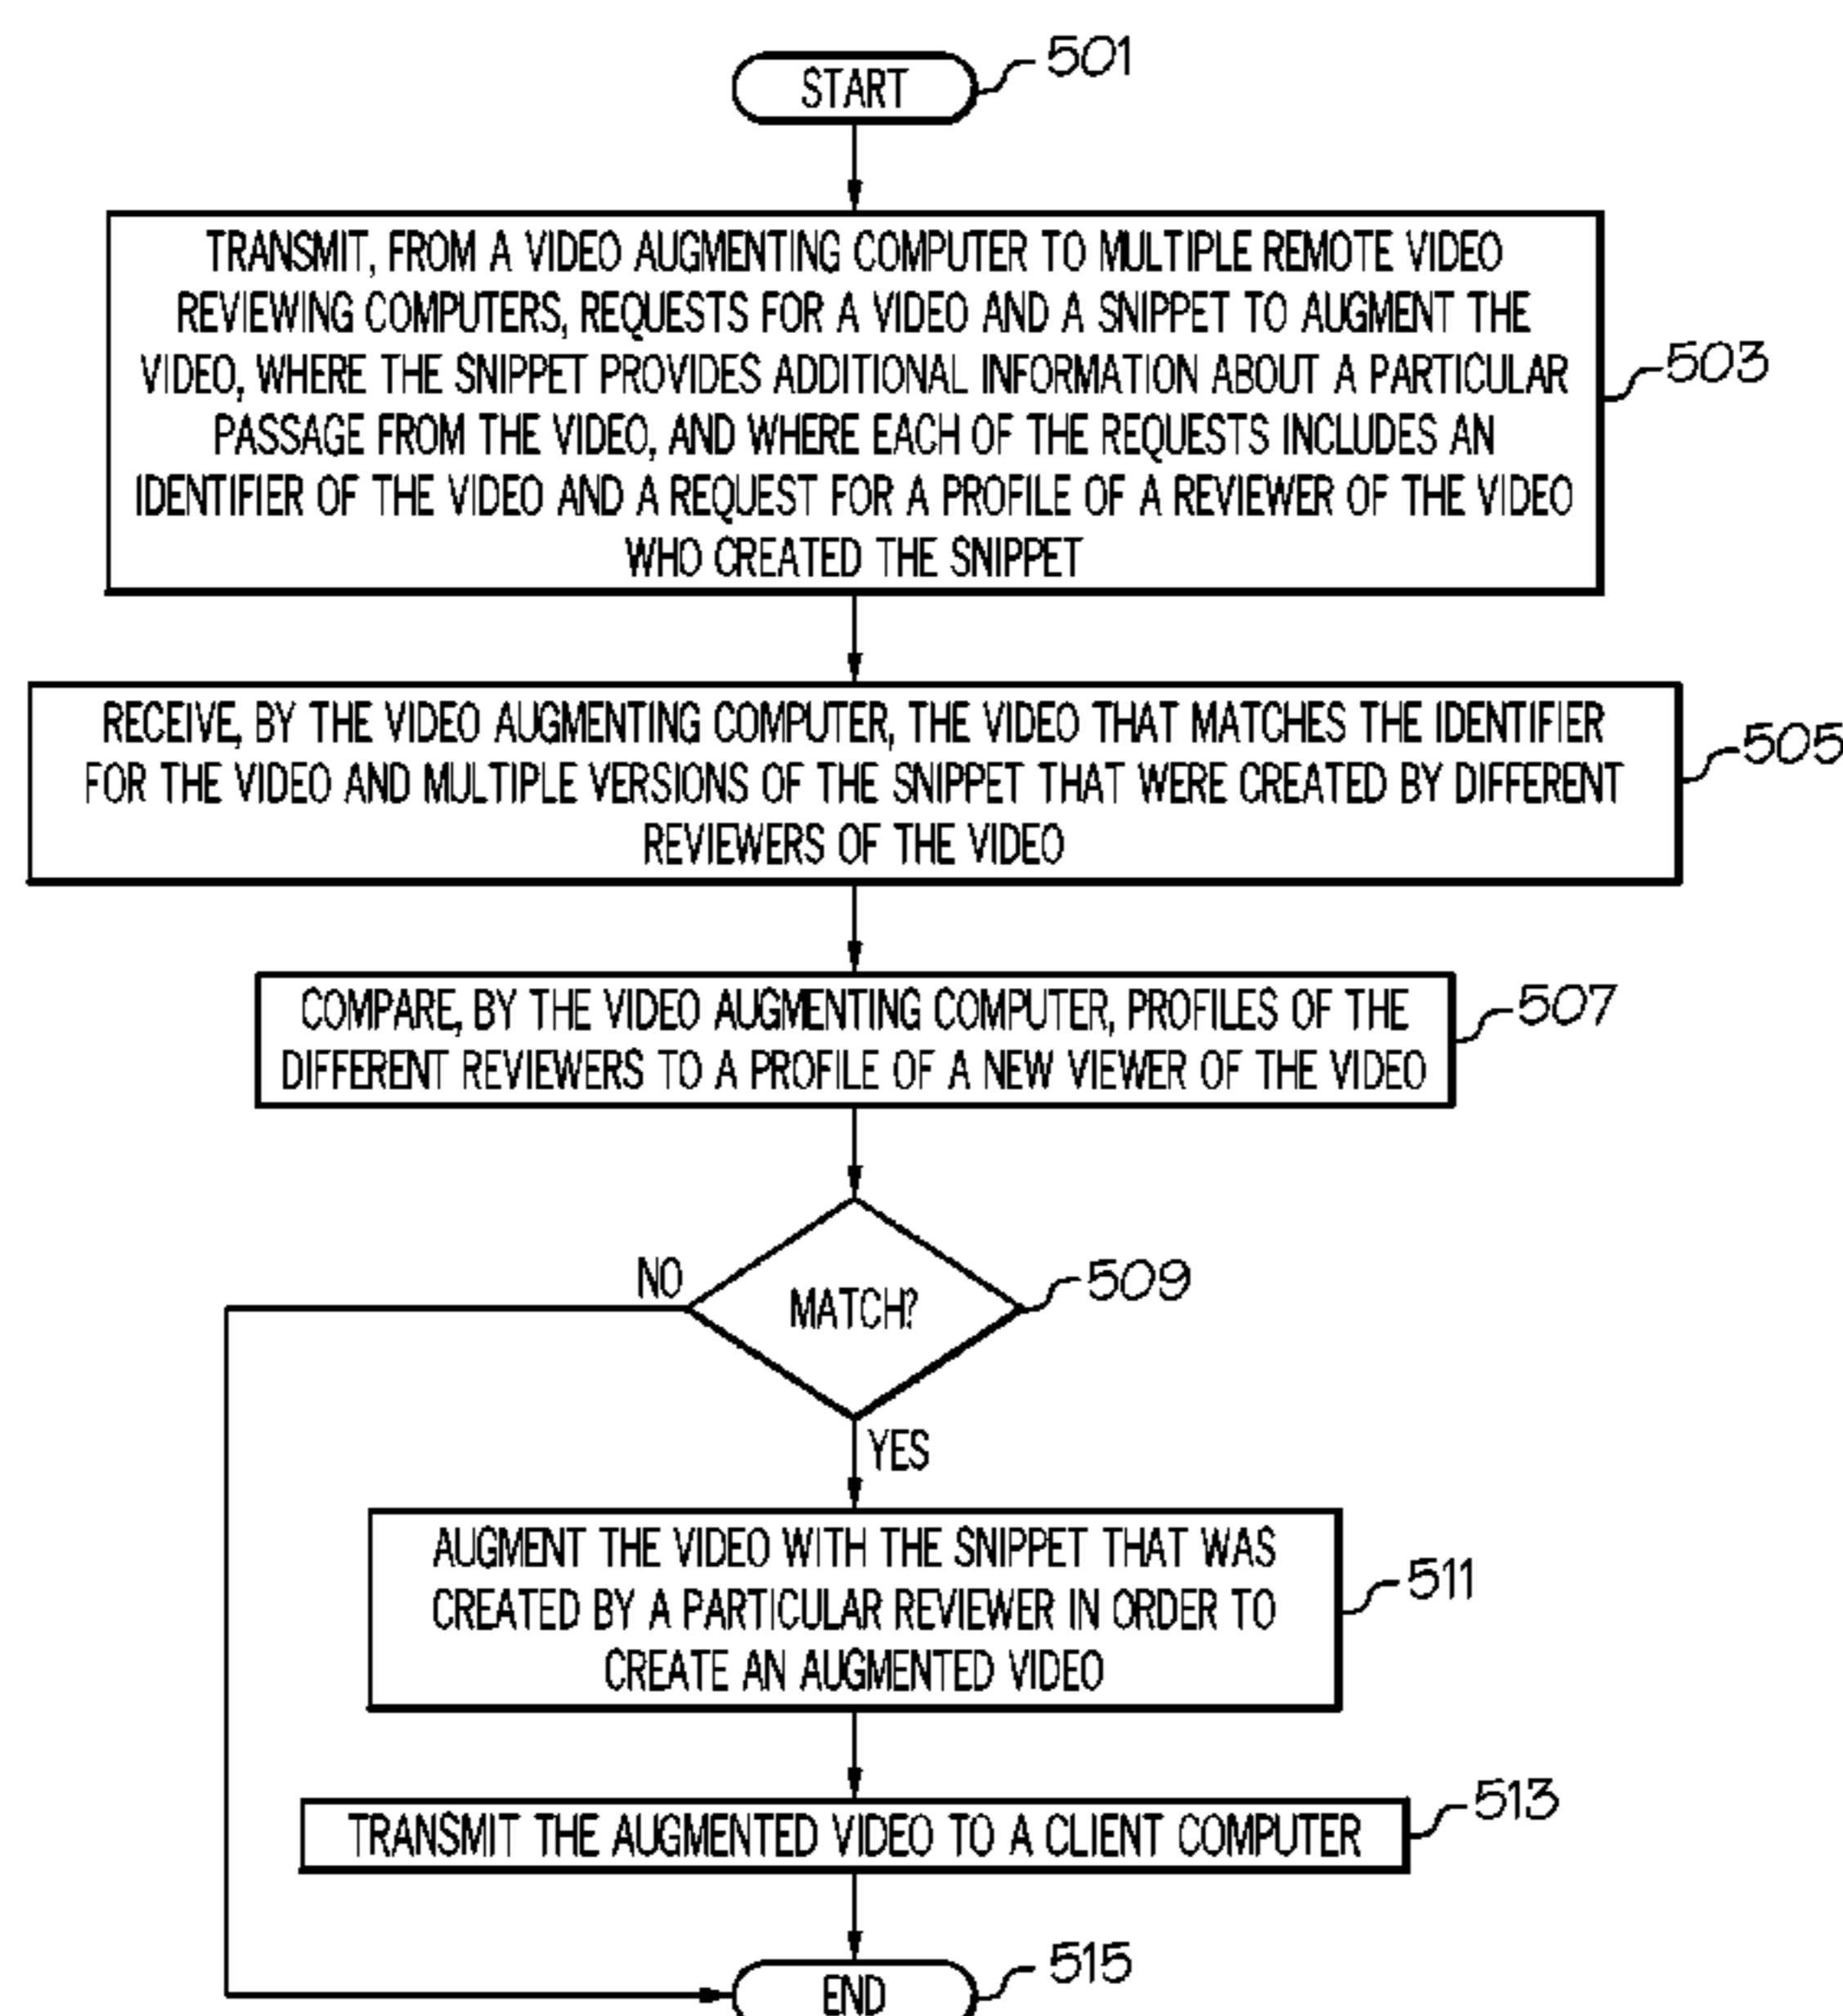 START
501
TRANSMIT, FROM A VIDEO AUGMENTING COMPUTER TO MULTIPLE REMOTE VIDEO
REVIEWING COMPUTERS, REQUESTS FOR A VIDEO AND A SNIPPET TO AUGMENT THE
VIDEO, WHERE THE SNIPPET PROVIDES ADDITIONAL INFORMATION ABOUT A PARTICULAR
PASSAGE FROM THE VIDEO, AND WHERE EACH OF THE REQUESTS INCLUDES AN
IDENTIFIER OF THE VIDEO AND A REQUEST FOR A PROFILE OF A REVIEWER OF THE VIDEO
WHO CREATED THE SNIPPET
503
RECEIVE, BY THE VIDEO AUGMENTING COMPUTER, THE VIDEO THAT MATCHES THE IDENTIFIER
FOR THE VIDEO AND MULTIPLE VERSIONS OF THE SNIPPET THAT WERE CREATED BY DIFFERENT
REVIEWERS OF THE VIDEO
505
COMPARE, BY THE VIDEO AUGMENTING COMPUTER, PROFILES OF THE
DIFFERENT REVIEWERS TO A PROFILE OF A NEW VIEWER OF THE VIDEO
507
NO
MATCH?
509
YES
AUGMENT THE VIDEO WITH THE SNIPPET THAT WAS
CREATED BY A PARTICULAR REVIEWER IN ORDER TO
CREATE AN AUGMENTED VIDEO
511
TRANSMIT THE AUGMENTED VIDEO TO A CLIENT COMPUTER
513
END
515